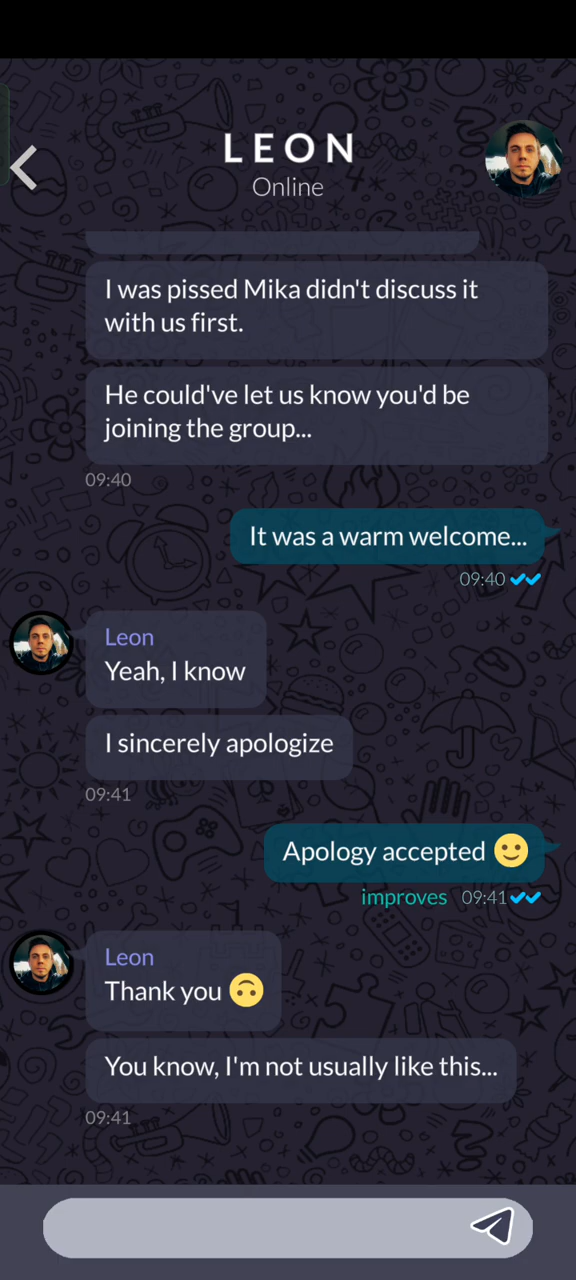 LEON
Online
I was pissed Mika didn't discuss it
with us first.
He could've let us know you'd be
joining the group...
09:40
It was a warm welcome...
09:40
Leon
Yeah, I know
I sincerely apologize
09:41
Apology accepted 🙂
improves 09:41
Leon
Thank you 🙃
You know, I'm not usually like this...
09:41